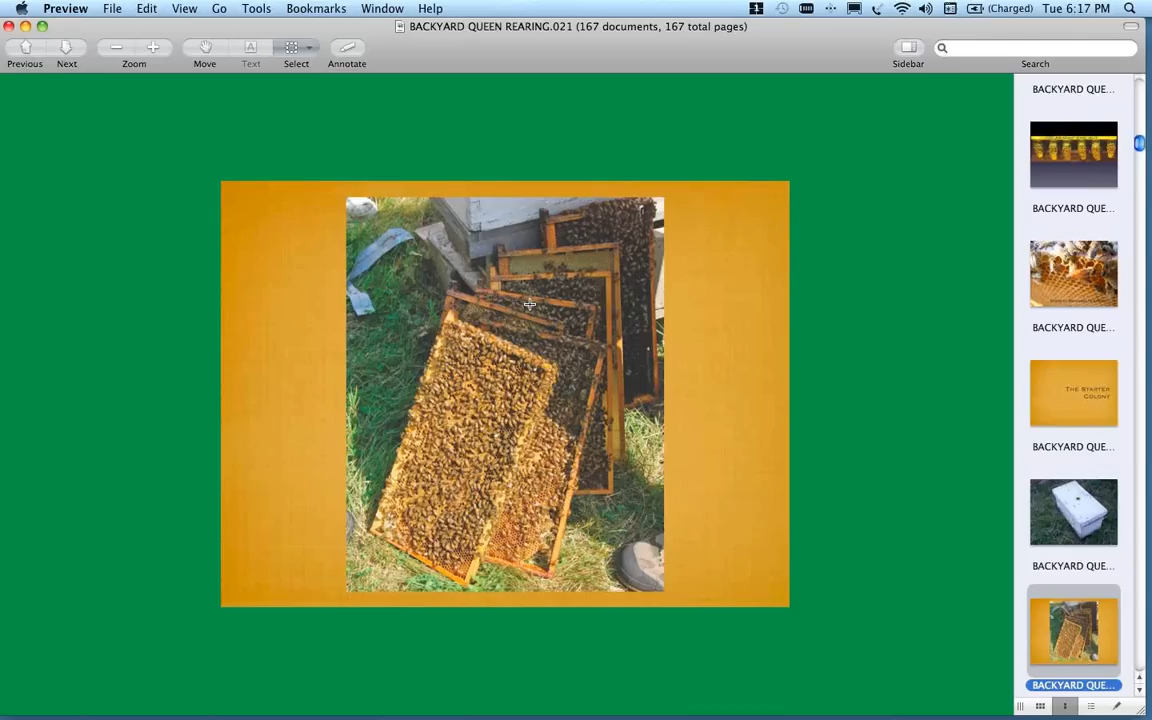 Preview File Edit View Go Tools Bookmarks Window Help
1 (Charged) Tue 6:17 PM
BACKYARD QUEEN REARING.021 (167 documents, 167 total pages)
Previous Next Zoom Move Text Select Annotate Sidebar Search
BACKYARD QUE...
BACKYARD QUE...
BACKYARD QUE...
The Starter
Colony
BACKYARD QUE...
BACKYARD QUE...
BACKYARD QUE...